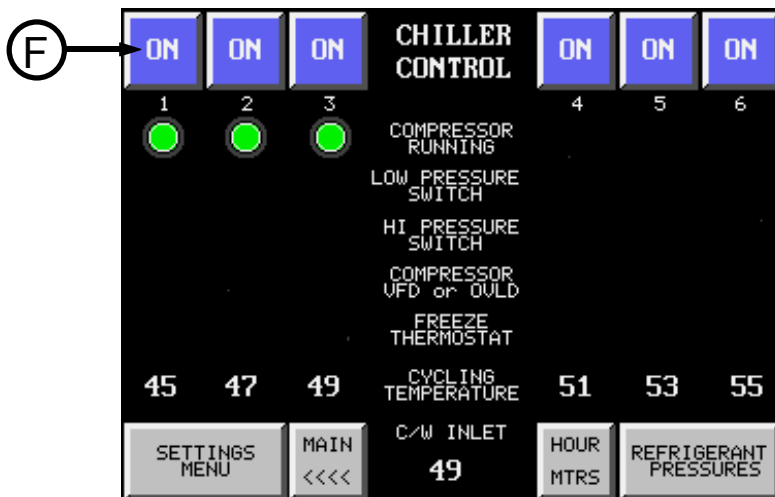 F
ON ON ON CHILLER CONTROL ON ON ON
1 2 3 4 5 6
COMPRESSOR
RUNNING
LOW PRESSURE
SWITCH
HI PRESSURE
SWITCH
COMPRESSOR
VFD or OVLD
FREEZE
THERMOSTAT
45 47 49 CYCLING TEMPERATURE 51 53 55
SETTINGS
MENU
MAIN
<<<<
C/W INLET
49
HOUR
MTRS
REFRIGERANT
PRESSURES